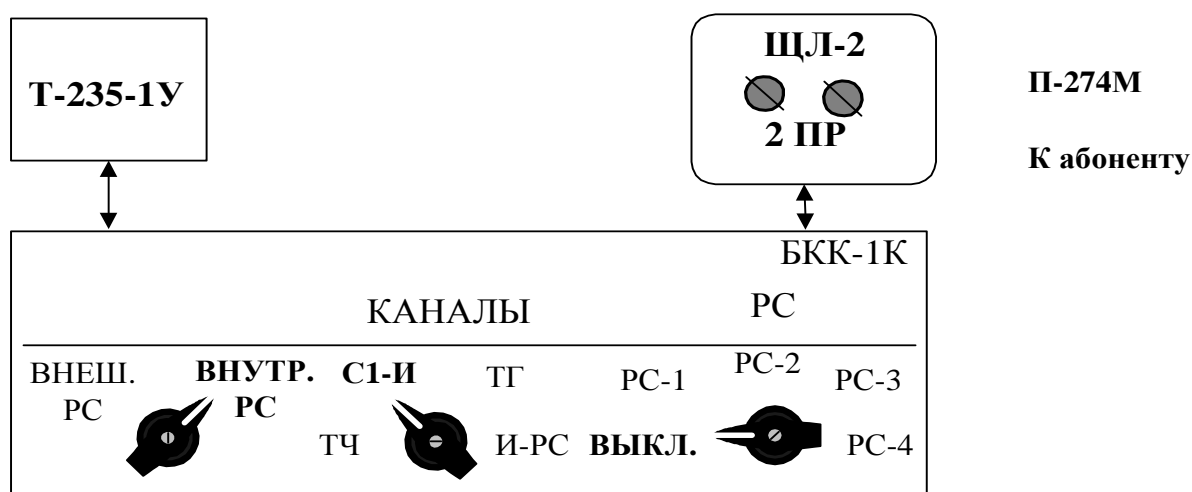 Т-235-1У
ЩЛ-2
2 ПР
П-274М
К абоненту
БКК-1К
КАНАЛЫ
РС
ВНЕШ.
РС
ВНУТР.
РС
С1-И
ТГ
ТЧ
И-РС
РС-1
РС-2
РС-3
ВЫКЛ.
РС-4